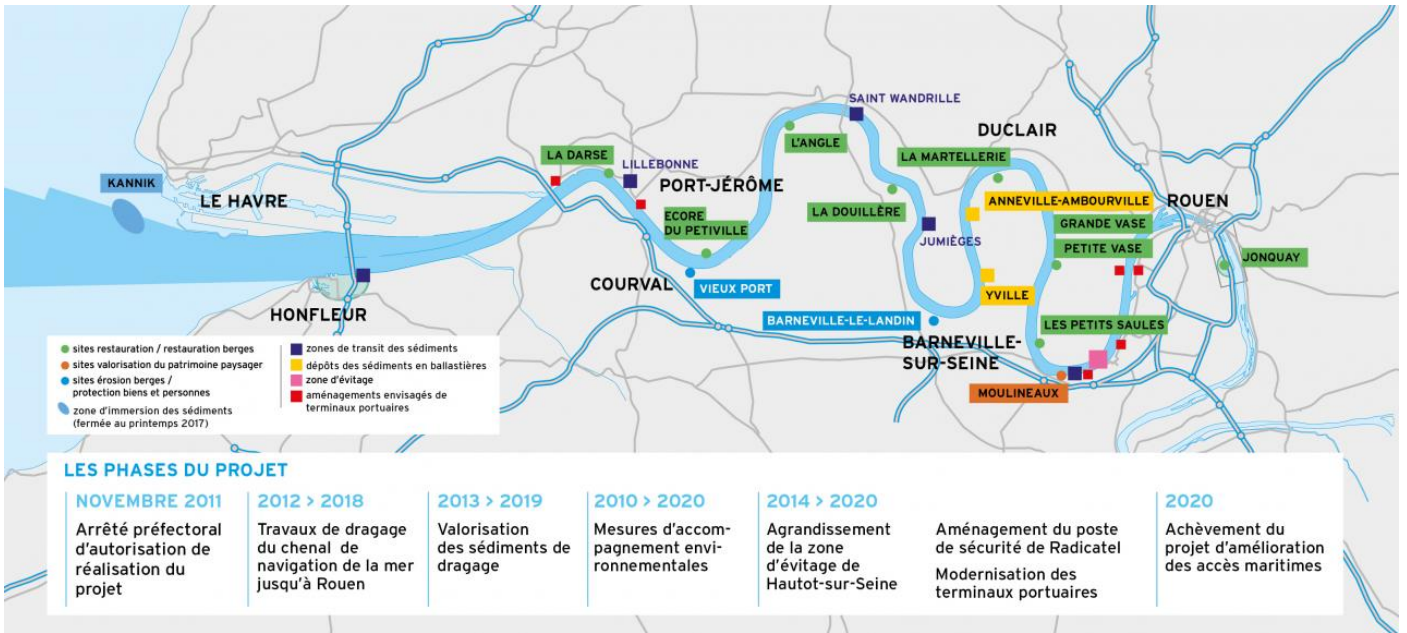 SAINT WANDRILLE
DUCLAIR
L'ANGLE
LA DARSE
LILLEBONNE
LA MARTELLERIE
KANNIK
PORT-JÉRÔME
LE HAVRE
ANNEVILLE-AMBOURVILLE
ROUEN
LA DOUILLÈRE
ECORE
DU PETIVILLE
GRANDE VASE
JUMIÈGES
PETITE VASE
JONQUAY
COURVAL
VIEUX PORT
YVILLE
HONFLEUR
BARNEVILLE-LE-LANDIN
LES PETITS SAULES
BARNEVILLE-
SUR-SEINE
MOULINEAUX
sites restauration / restauration berges
sites valorisation du patrimoine paysager
sites érosion berges /
protection biens et personnes
zone d'immersion des sédiments
(fermée au printemps 2017)
zones de transit des sédiments
dépôts des sédiments en ballastières
zone d'évitage
aménagements envisagés de
terminaux portuaires
LES PHASES DU PROJET
NOVEMBRE 2011
Arrêté préfectoral
d'autorisation de
réalisation du
projet
2012 > 2018
Travaux de dragage
du chenal de
navigation de la mer
jusqu'à Rouen
2013 > 2019
Valorisation
des sédiments de
dragage
2010 > 2020
Mesures d'accom-
pagnement envi-
ronnementales
2014 > 2020
Agrandissement
de la zone
d'évitage de
Hautot-sur-Seine
Aménagement du poste
de sécurité de Radicatel
Modernisation des
terminaux portuaires
2020
Achèvement du
projet d'amélioration
des accès maritimes